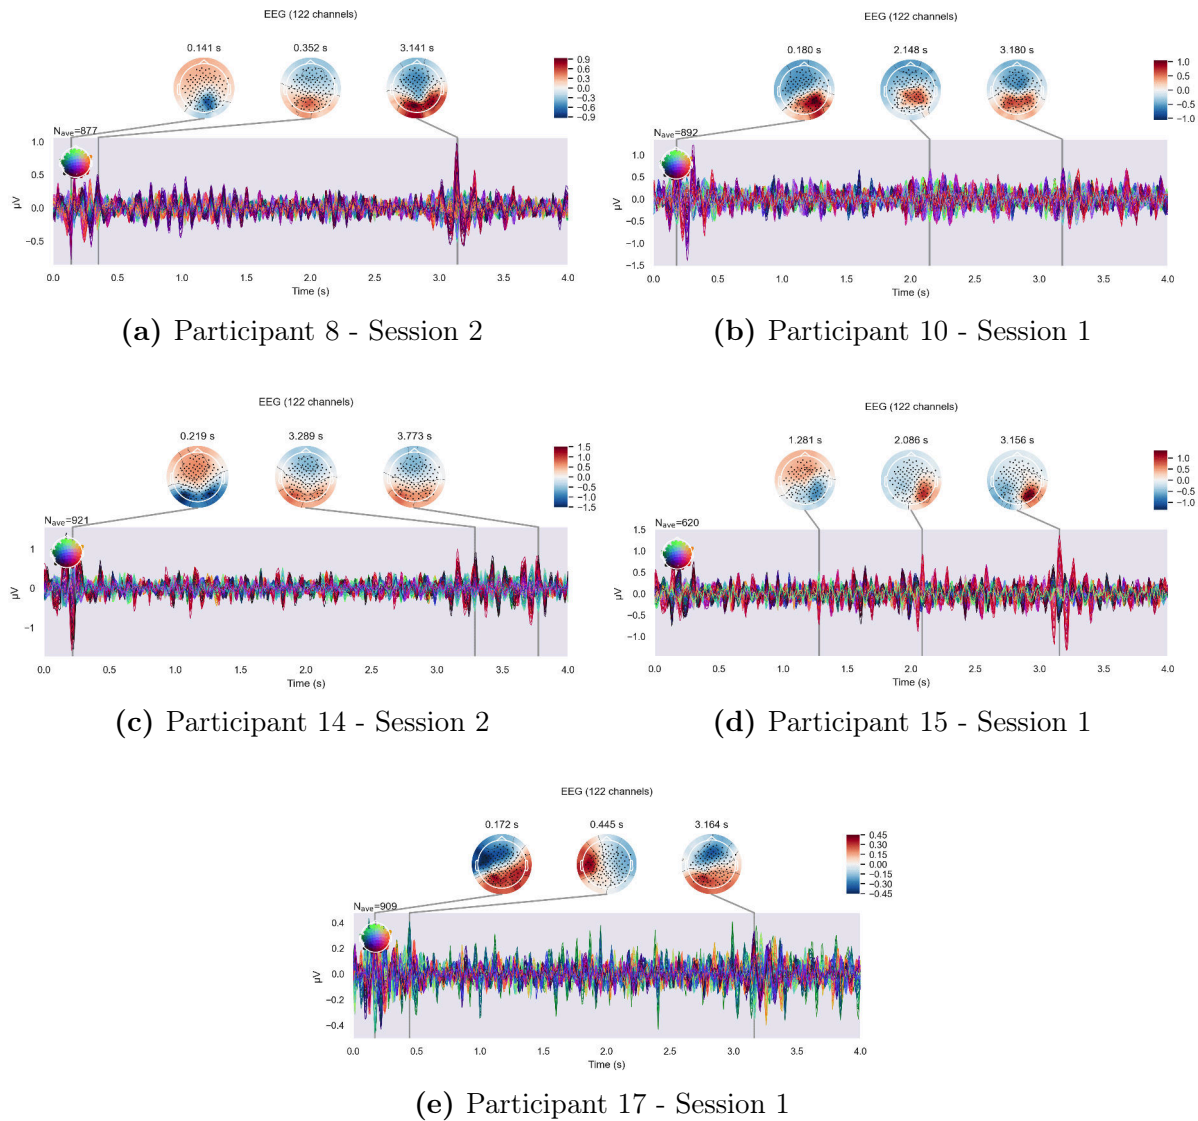 EEG (122 channels)
0.141 s 0.352 s 3.141 s
0.9
0.3
0.3
−0.3
−0.6
−0.9
Nave=877
1.0
0.5
0.0
−0.5
µV
0.0 0.5 1.0 1.5 2.0 2.5 3.0 3.5 4.0
Time (s)
(a) Participant 8 - Session 2
EEG (122 channels)
0.180 s 2.148 s 3.180 s
1.0
0.5
0.0
−0.5
−1.0
Nave=892
1.0
0.5
0.0
−0.5
−1.0
−1.5
µV
0.0 0.5 1.0 1.5 2.0 2.5 3.0 3.5 4.0
Time (s)
(b) Participant 10 - Session 1
EEG (122 channels)
0.219 s 3.289 s 3.773 s
1.5
1.0
0.5
0.0
−0.5
−1.0
−1.5
Nave=921
1
0
−1
µV
0.0 0.5 1.0 1.5 2.0 2.5 3.0 3.5 4.0
Time (s)
(c) Participant 14 - Session 2
EEG (122 channels)
1.281 s 2.086 s 3.156 s
1.0
0.5
0.0
−0.5
−1.0
Nave=620
1.5
1.0
0.5
0.0
−0.5
−1.0
µV
0.0 0.5 1.0 1.5 2.0 2.5 3.0 3.5 4.0
Time (s)
(d) Participant 15 - Session 1
EEG (122 channels)
0.172 s 0.445 s 3.164 s
0.45
0.30
0.15
0.00
−0.15
−0.30
−0.45
Nave=909
0.4
0.2
0.0
−0.2
−0.4
µV
0.0 0.5 1.0 1.5 2.0 2.5 3.0 3.5 4.0
Time (s)
(e) Participant 17 - Session 1